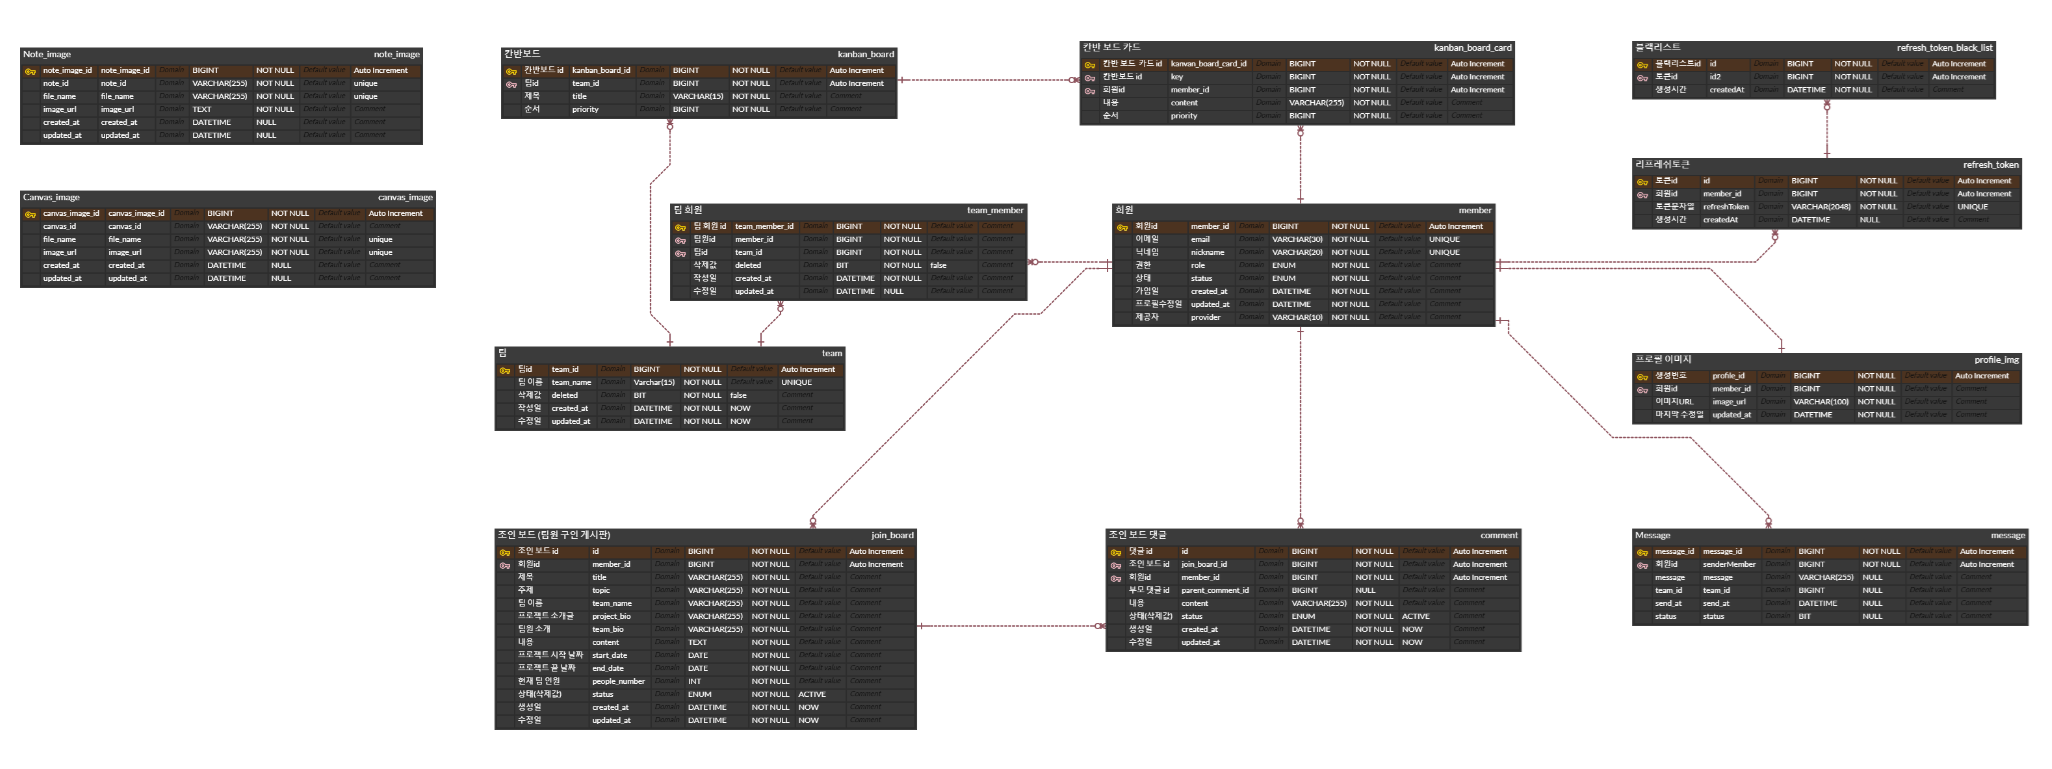 Note_image note_image
note_image_id note_image_id Domain BIGINT NOT NULL Default value Auto Increment
note_id note_id Domain VARCHAR(255) NOT NULL Default value unique
file_name file_name Domain VARCHAR(255) NOT NULL Default value unique
image_url image_url Domain TEXT NOT NULL Default value Comment
created_at created_at Domain DATETIME NULL Default value Comment
updated_at updated_at Domain DATETIME NULL Default value Comment
Canvas_image canvas_image
canvas_image_id canvas_image_id Domain BIGINT NOT NULL Default value Auto Increment
canvas_id canvas_id Domain VARCHAR(255) NOT NULL Default value Comment
file_name file_name Domain VARCHAR(255) NOT NULL Default value unique
image_url image_url Domain VARCHAR(255) NOT NULL Default value unique
created_at created_at Domain DATETIME NULL Default value Comment
updated_at updated_at Domain DATETIME NULL Default value Comment
칸반보드 kanban_board
칸반보드 id kanban_board_id Domain BIGINT NOT NULL Default value Auto Increment
팀id team_id Domain BIGINT NOT NULL Default value Auto Increment
제목 title Domain VARCHAR(15) NOT NULL Default value Comment
순서 priority Domain BIGINT NOT NULL Default value Comment
칸반 보드 카드 kanban_board_card
칸반 보드 카드 id kanvan_board_card_id Domain BIGINT NOT NULL Default value Auto Increment
칸반보드 id key Domain BIGINT NOT NULL Default value Auto Increment
회원id member_id Domain BIGINT NOT NULL Default value Auto Increment
내용 content Domain VARCHAR(255) NOT NULL Default value Comment
순서 priority Domain BIGINT NOT NULL Default value Comment
블랙리스트 refresh_token_black_list
블랙리스트id id Domain BIGINT NOT NULL Default value Auto Increment
토큰id id2 Domain BIGINT NOT NULL Default value Auto Increment
생성시간 createdAt Domain DATETIME NOT NULL Default value Comment
리프레쉬토큰 refresh_token
토큰id id Domain BIGINT NOT NULL Default value Auto Increment
회원id member_id Domain BIGINT NOT NULL Default value Auto Increment
토큰문자열 refreshToken Domain VARCHAR(2048) NOT NULL Default value UNIQUE
생성시간 createdAt Domain DATETIME NULL Default value Comment
팀 회원 team_member
팀 회원 id team_member_id Domain BIGINT NOT NULL Default value Comment
팀원id member_id Domain BIGINT NOT NULL Default value Comment
팀id team_id Domain BIGINT NOT NULL Default value Comment
삭제값 deleted Domain BIT NOT NULL false Comment
작성일 created_at Domain DATETIME NOT NULL Default value Comment
수정일 updated_at Domain DATETIME NULL Default value Comment
회원 member
회원id member_id Domain BIGINT NOT NULL Default value Auto Increment
이메일 email Domain VARCHAR(30) NOT NULL Default value UNIQUE
닉네임 nickname Domain VARCHAR(20) NOT NULL Default value UNIQUE
권한 role Domain ENUM NOT NULL Default value Comment
상태 status Domain ENUM NOT NULL Default value Comment
가입일 created_at Domain DATETIME NOT NULL Default value Comment
프로필수정일 updated_at Domain DATETIME NOT NULL Default value Comment
제공자 provider Domain VARCHAR(10) NOT NULL Default value Comment
팀 team
팀id team_id Domain BIGINT NOT NULL Default value Auto Increment
팀 이름 team_name Domain Varchar(15) NOT NULL Default value UNIQUE
삭제값 deleted Domain BIT NOT NULL false Comment
작성일 created_at Domain DATETIME NOT NULL NOW Comment
수정일 updated_at Domain DATETIME NOT NULL NOW Comment
프로필 이미지 profile_img
생성번호 profile_id Domain BIGINT NOT NULL Default value Auto Increment
회원id member_id Domain BIGINT NOT NULL Default value Comment
이미지URL image_url Domain VARCHAR(100) NOT NULL Default value Comment
마지막 수정일 updated_at Domain DATETIME NOT NULL Default value Comment
조인 보드 (팀원 구인 게시판) join_board
조인 보드 id id Domain BIGINT NOT NULL Default value Auto Increment
회원id member_id Domain BIGINT NOT NULL Default value Auto Increment
제목 title Domain VARCHAR(255) NOT NULL Default value Comment
주제 topic Domain VARCHAR(255) NOT NULL Default value Comment
팀 이름 team_name Domain VARCHAR(255) NOT NULL Default value Comment
프로젝트 소개글 project_bio Domain VARCHAR(255) NOT NULL Default value Comment
팀원 소개 team_bio Domain VARCHAR(255) NOT NULL Default value Comment
내용 content Domain TEXT NOT NULL Default value Comment
프로젝트 시작 날짜 start_date Domain DATE NOT NULL Default value Comment
프로젝트 끝 날짜 end_date Domain DATE NOT NULL Default value Comment
현재 팀 인원 people_number Domain INT NOT NULL Default value Comment
상태(삭제값) status Domain ENUM NOT NULL ACTIVE Comment
생성일 created_at Domain DATETIME NOT NULL NOW Comment
수정일 updated_at Domain DATETIME NOT NULL NOW Comment
조인 보드 댓글 comment
댓글 id id Domain BIGINT NOT NULL Default value Auto Increment
조인 보드 id join_board_id Domain BIGINT NOT NULL Default value Auto Increment
회원id member_id Domain BIGINT NOT NULL Default value Auto Increment
부모 댓글 id parent_comment_id Domain BIGINT NULL Default value Comment
내용 content Domain VARCHAR(255) NOT NULL Default value Comment
상태(삭제값) status Domain ENUM NOT NULL ACTIVE Comment
생성일 created_at Domain DATETIME NOT NULL NOW Comment
수정일 updated_at Domain DATETIME NOT NULL NOW Comment
Message message
message_id message_id Domain BIGINT NOT NULL Default value Auto Increment
회원id senderMember Domain BIGINT NOT NULL Default value Auto Increment
message message Domain VARCHAR(255) NULL Default value Comment
team_id team_id Domain BIGINT NULL Default value Comment
send_at send_at Domain DATETIME NULL Default value Comment
status status Domain BIT NULL Default value Comment